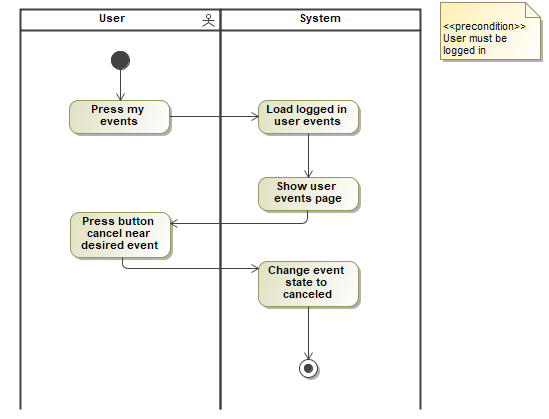 User
System
<<precondition>>
User must be
logged in
Press my
events
Load logged in
user events
Show user
events page
Press button
cancel near
desired event
Change event
state to
canceled